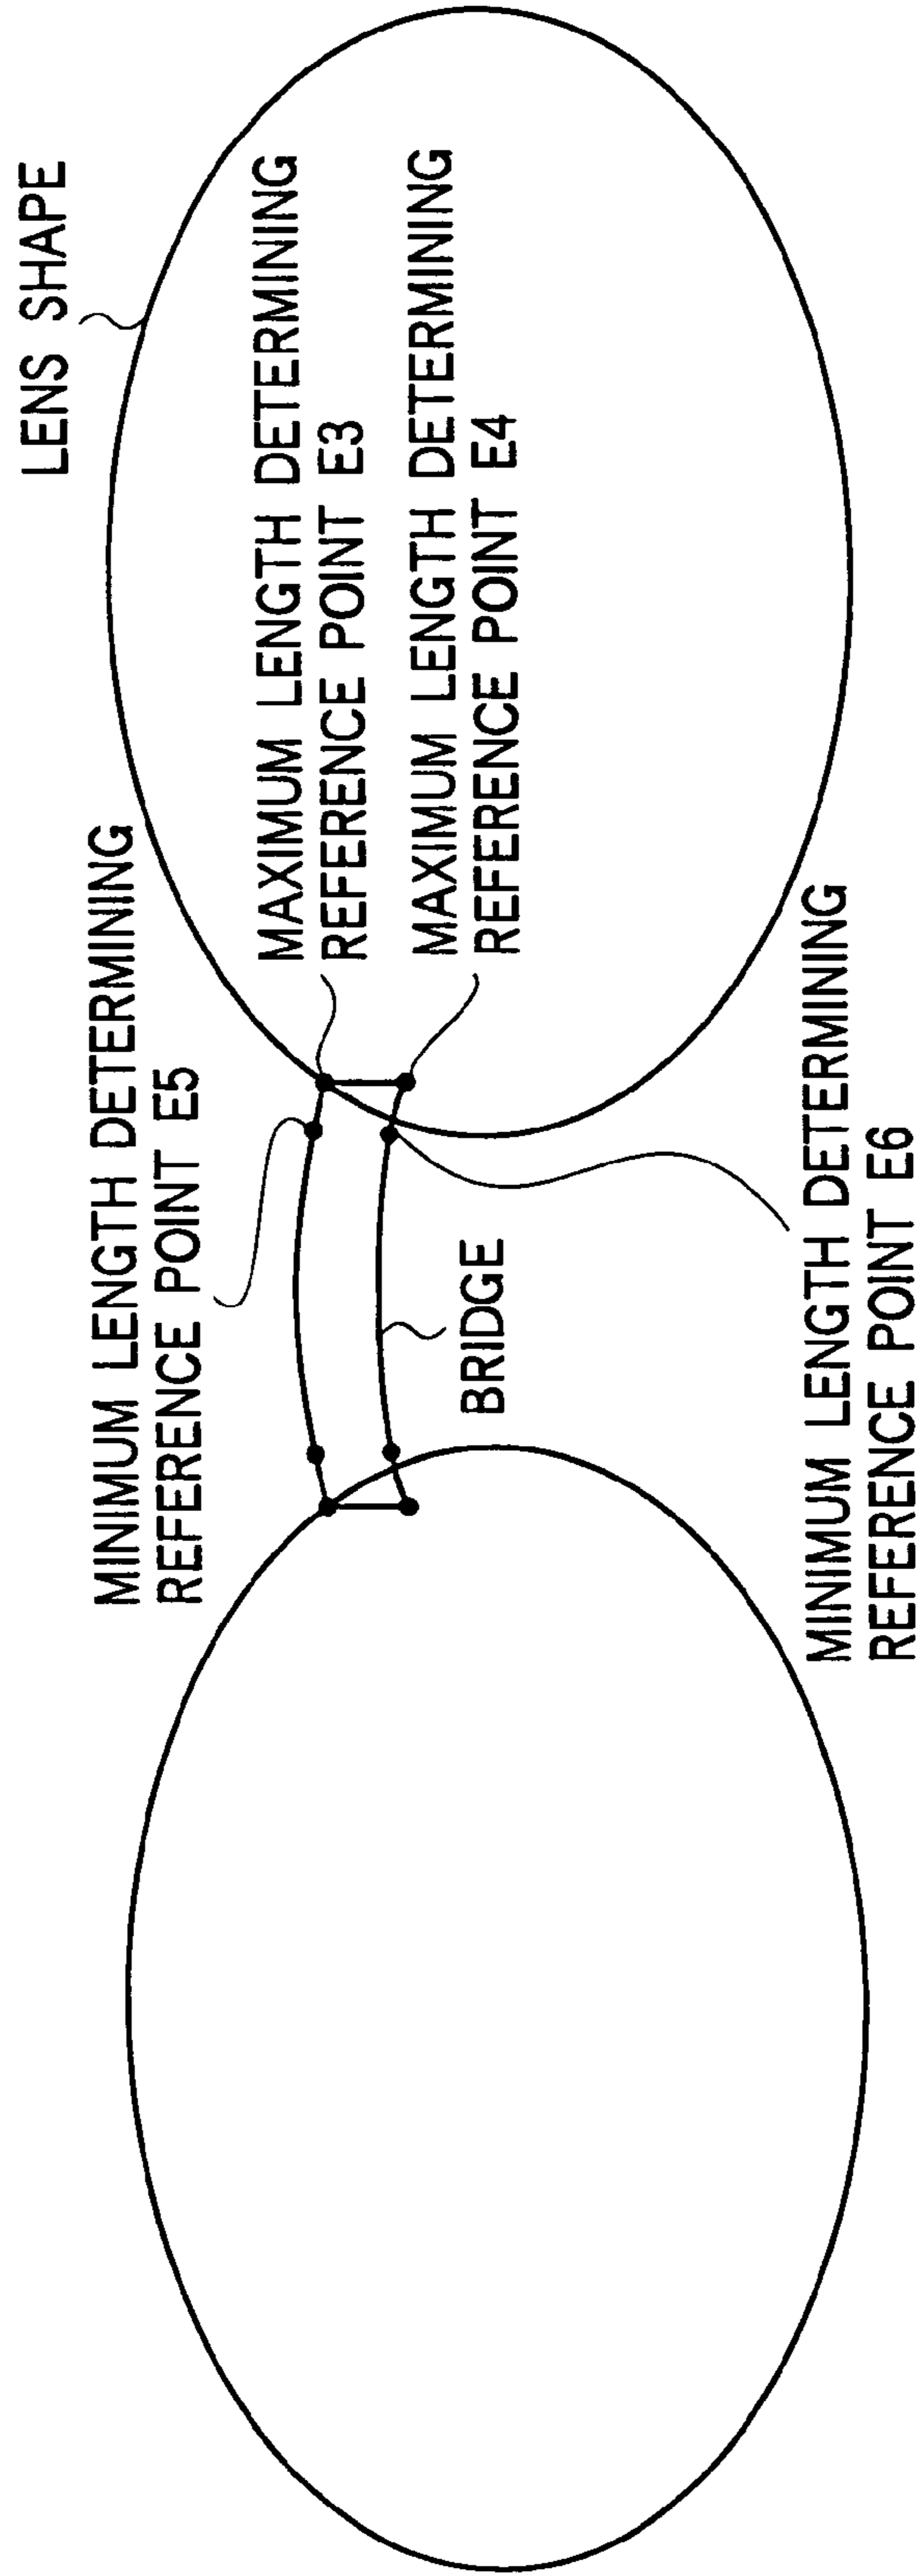 LENS SHAPE
MINIMUM LENGTH DETERMINING
REFERENCE POINT E5
MAXIMUM LENGTH DETERMINING
REFERENCE POINT E3
MAXIMUM LENGTH DETERMINING
REFERENCE POINT E4
BRIDGE
MINIMUM LENGTH DETERMINING
REFERENCE POINT E6